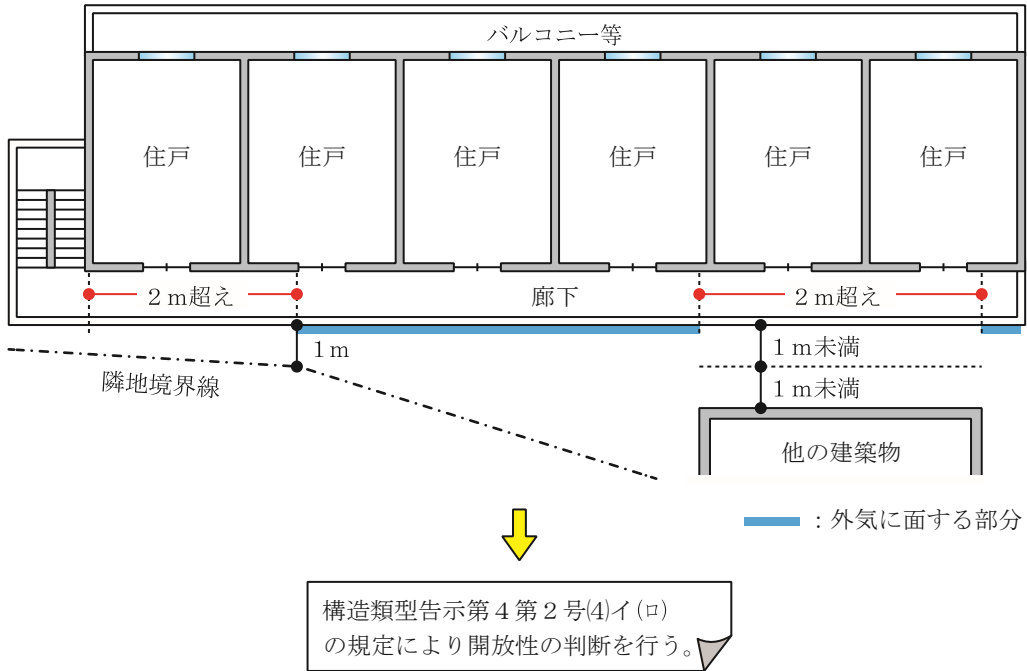 バルコニー等
住戸
住戸
住戸
住戸
住戸
住戸
2m超え
廊下
2m超え
1m
1m未満
隣地境界線
1m未満
他の建築物
:外気に面する部分
構造類型告示第4第2号⑷イ(ロ)
の規定により開放性の判断を行う。